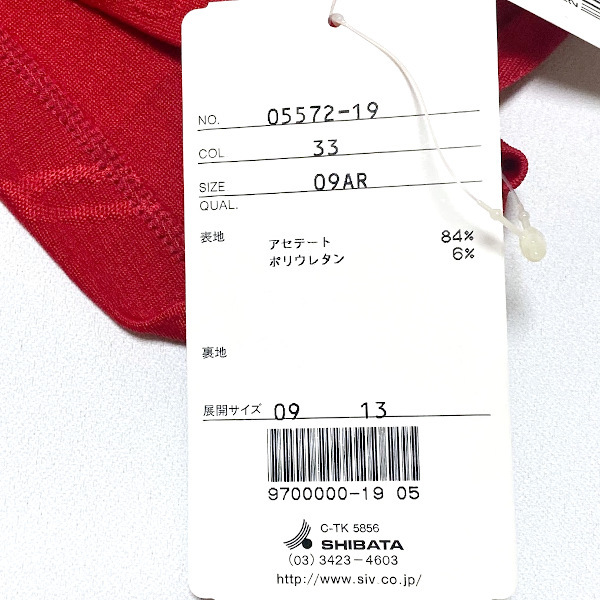 NO. 05572-19
COL 33
SIZE 09AR
QUAL.
表地 アセテート 84%
ポリウレタン 6%
裏地
展開サイズ 09 13
9700000-19 05
C-TK 5856
SHIBATA
(03) 3423-4603
http://www.siv.co.jp/